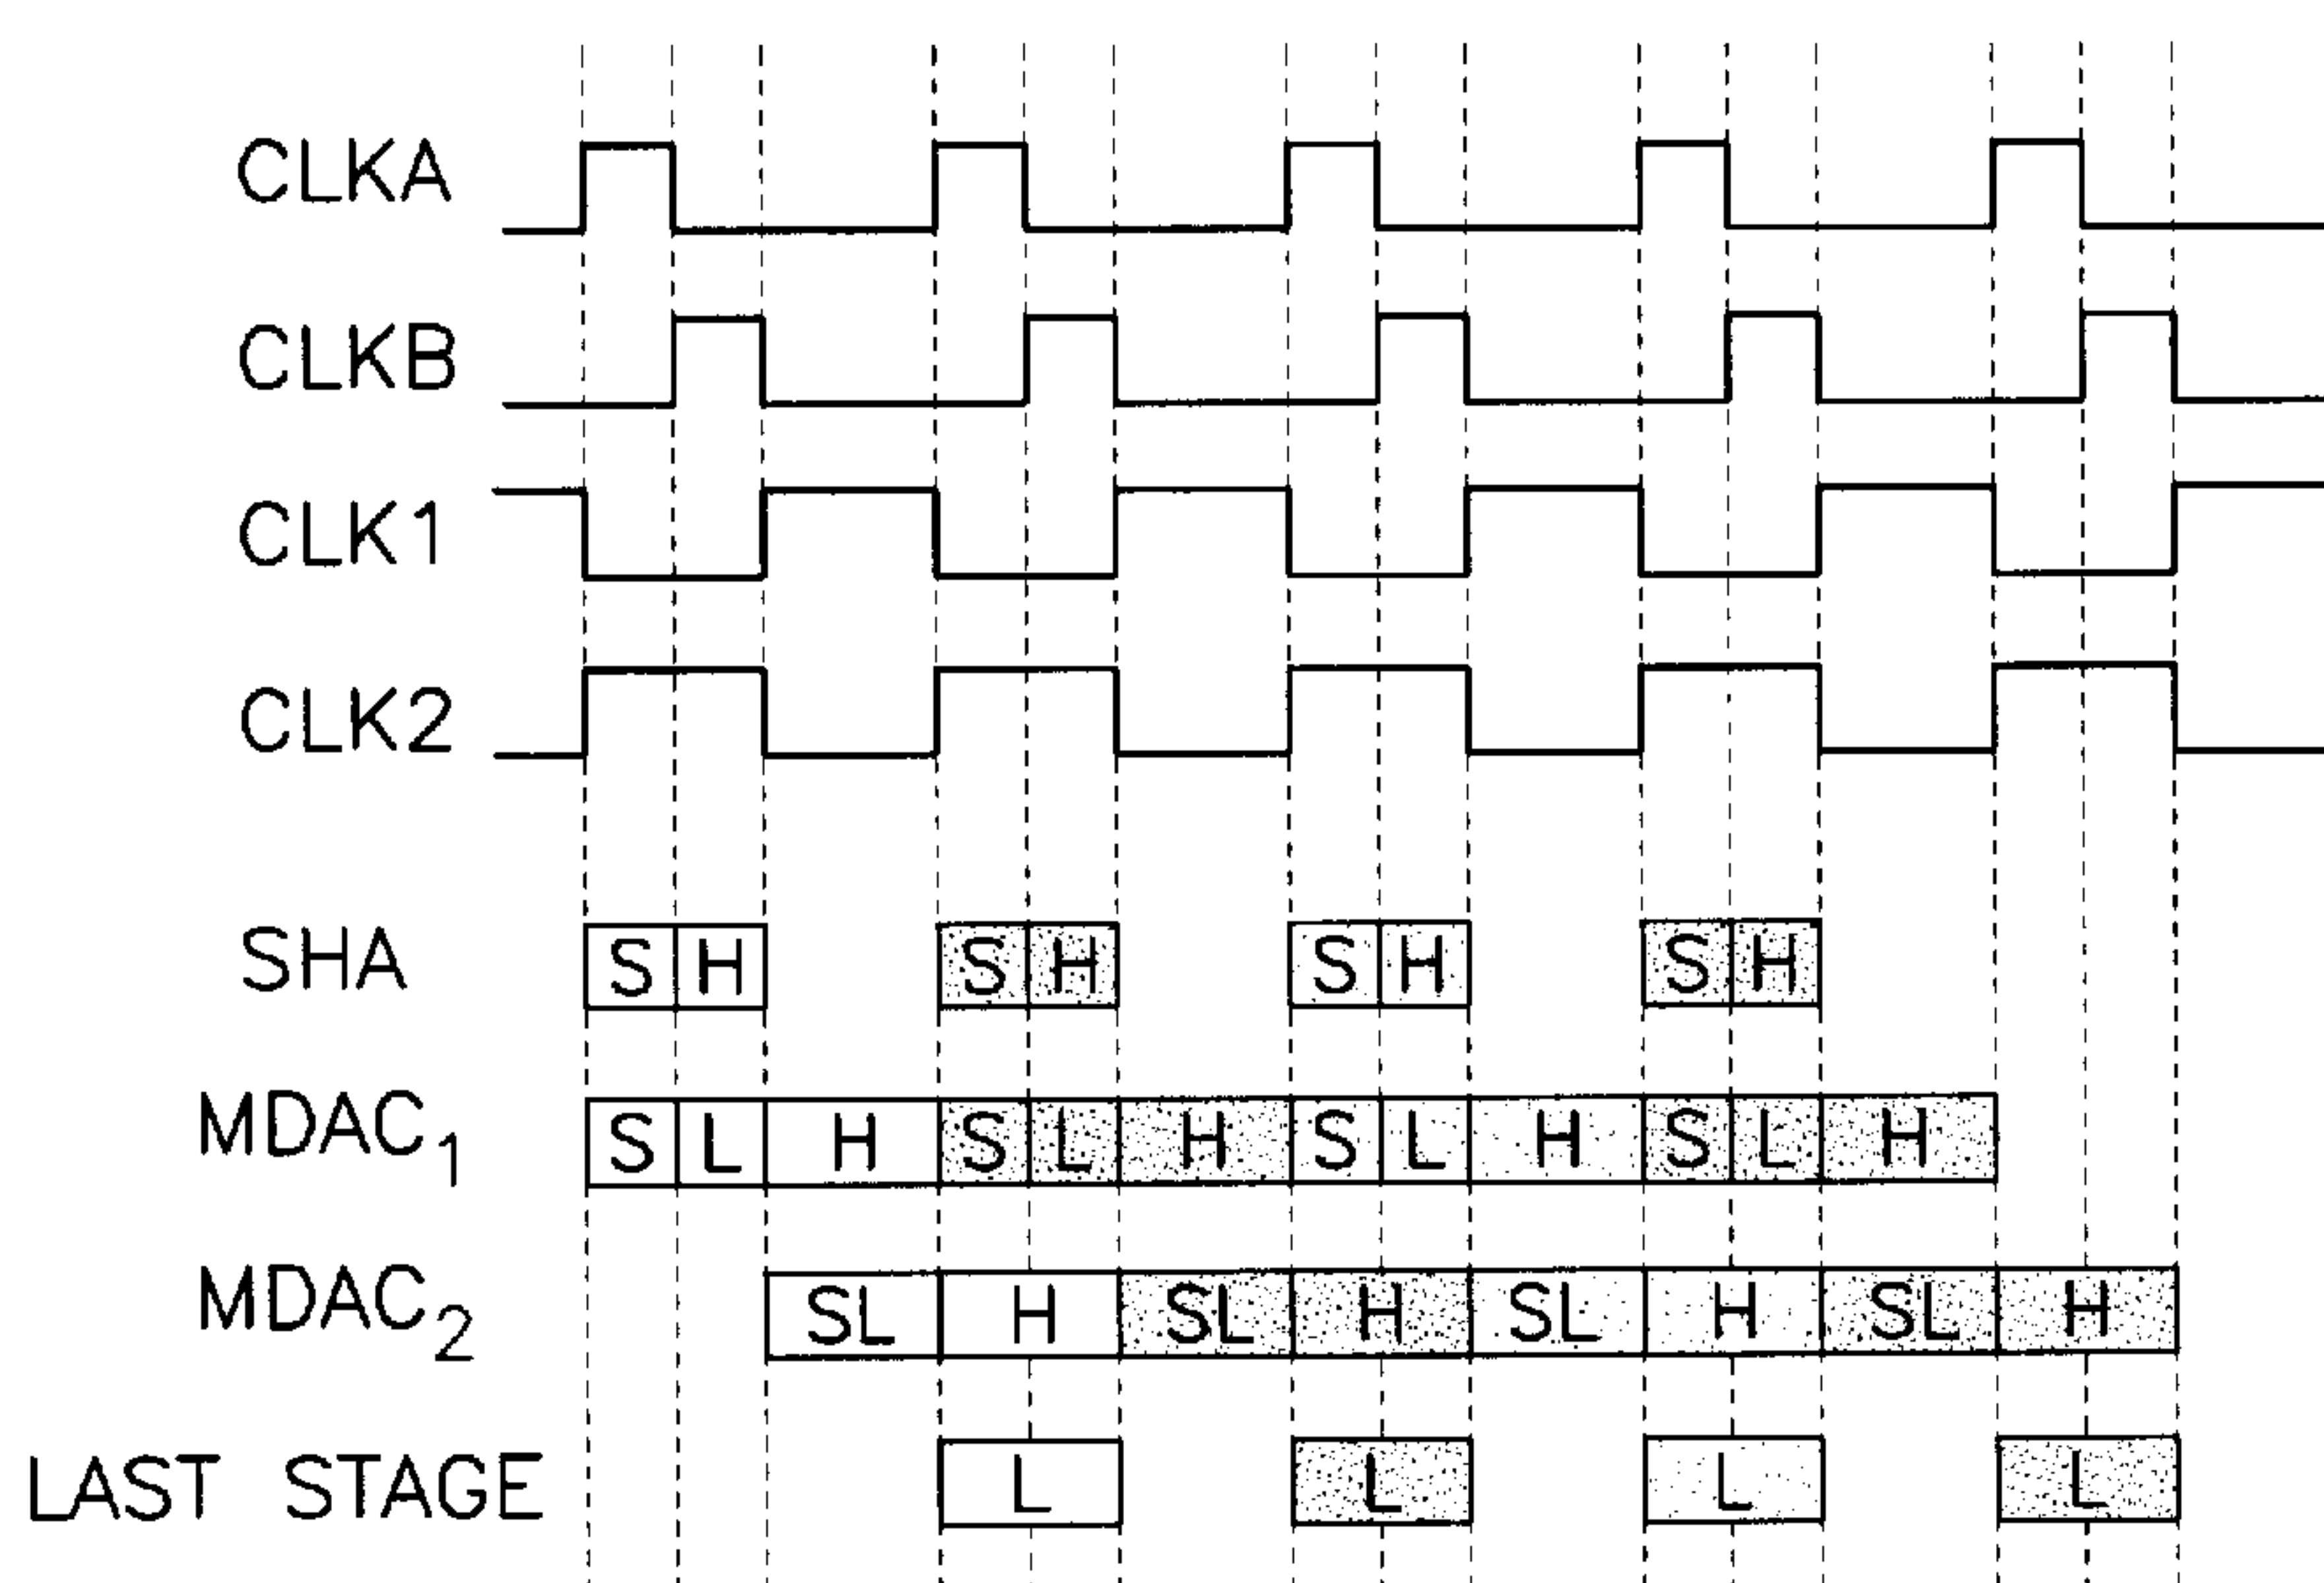 CLKA
CLKB
CLK1
CLK2
SHA S H S H S H S H
MDAC1 S L H S L H S L H S L H
MDAC2 SL H SL H SL H SL H
LAST STAGE L L L L